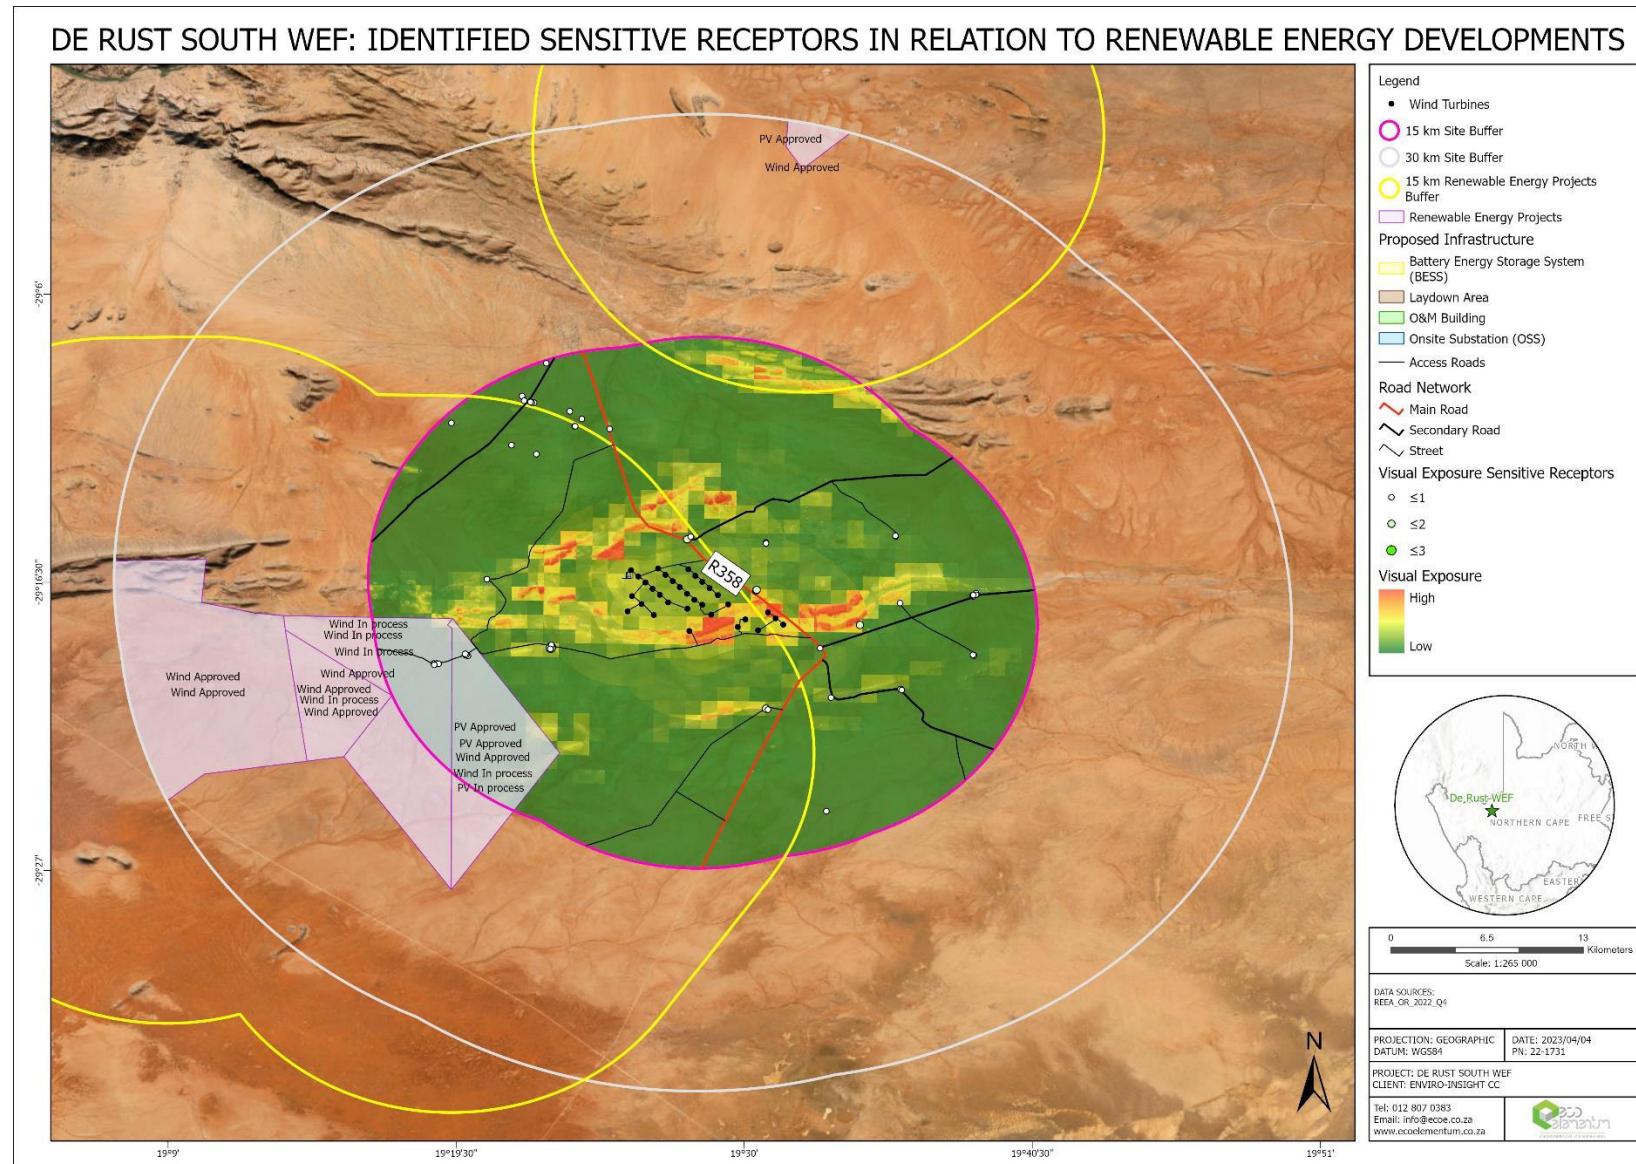 DE RUST SOUTH WEF: IDENTIFIED SENSITIVE RECEPTORS IN RELATION TO RENEWABLE ENERGY DEVELOPMENTS
PV Approved
Wind Approved
R358
Wind In process
Wind In process
Wind In process
Wind Approved
Wind Approved
Wind Approved
Wind Approved
Wind In process
Wind Approved
PV Approved
PV Approved
Wind Approved
Wind In process
PV In process
-29°6'
-29°16'30"
-29°27'
19°9'
19°19'30"
19°30'
19°40'30"
19°51'
N
Legend
Wind Turbines
15 km Site Buffer
30 km Site Buffer
15 km Renewable Energy Projects
Buffer
Renewable Energy Projects
Proposed Infrastructure
Battery Energy Storage System
(BESS)
Laydown Area
O&M Building
Onsite Substation (OSS)
Access Roads
Road Network
Main Road
Secondary Road
Street
Visual Exposure Sensitive Receptors
≤1
≤2
≤3
Visual Exposure
High
Low
NORTH W
De Rust WEF
NORTHERN CAPE
FREE S
EASTER
WESTERN CAPE
0 6.5 13
Kilometers
Scale: 1:265 000
DATA SOURCES:
REEA_OR_2022_Q4
PROJECTION: GEOGRAPHIC
DATUM: WGS84
DATE: 2023/04/04
PN: 22-1731
PROJECT: DE RUST SOUTH WEF
CLIENT: ENVIRO-INSIGHT CC
Tel: 012 807 0383
Email: info@ecoe.co.za
www.ecoelementum.co.za
eco
elementum